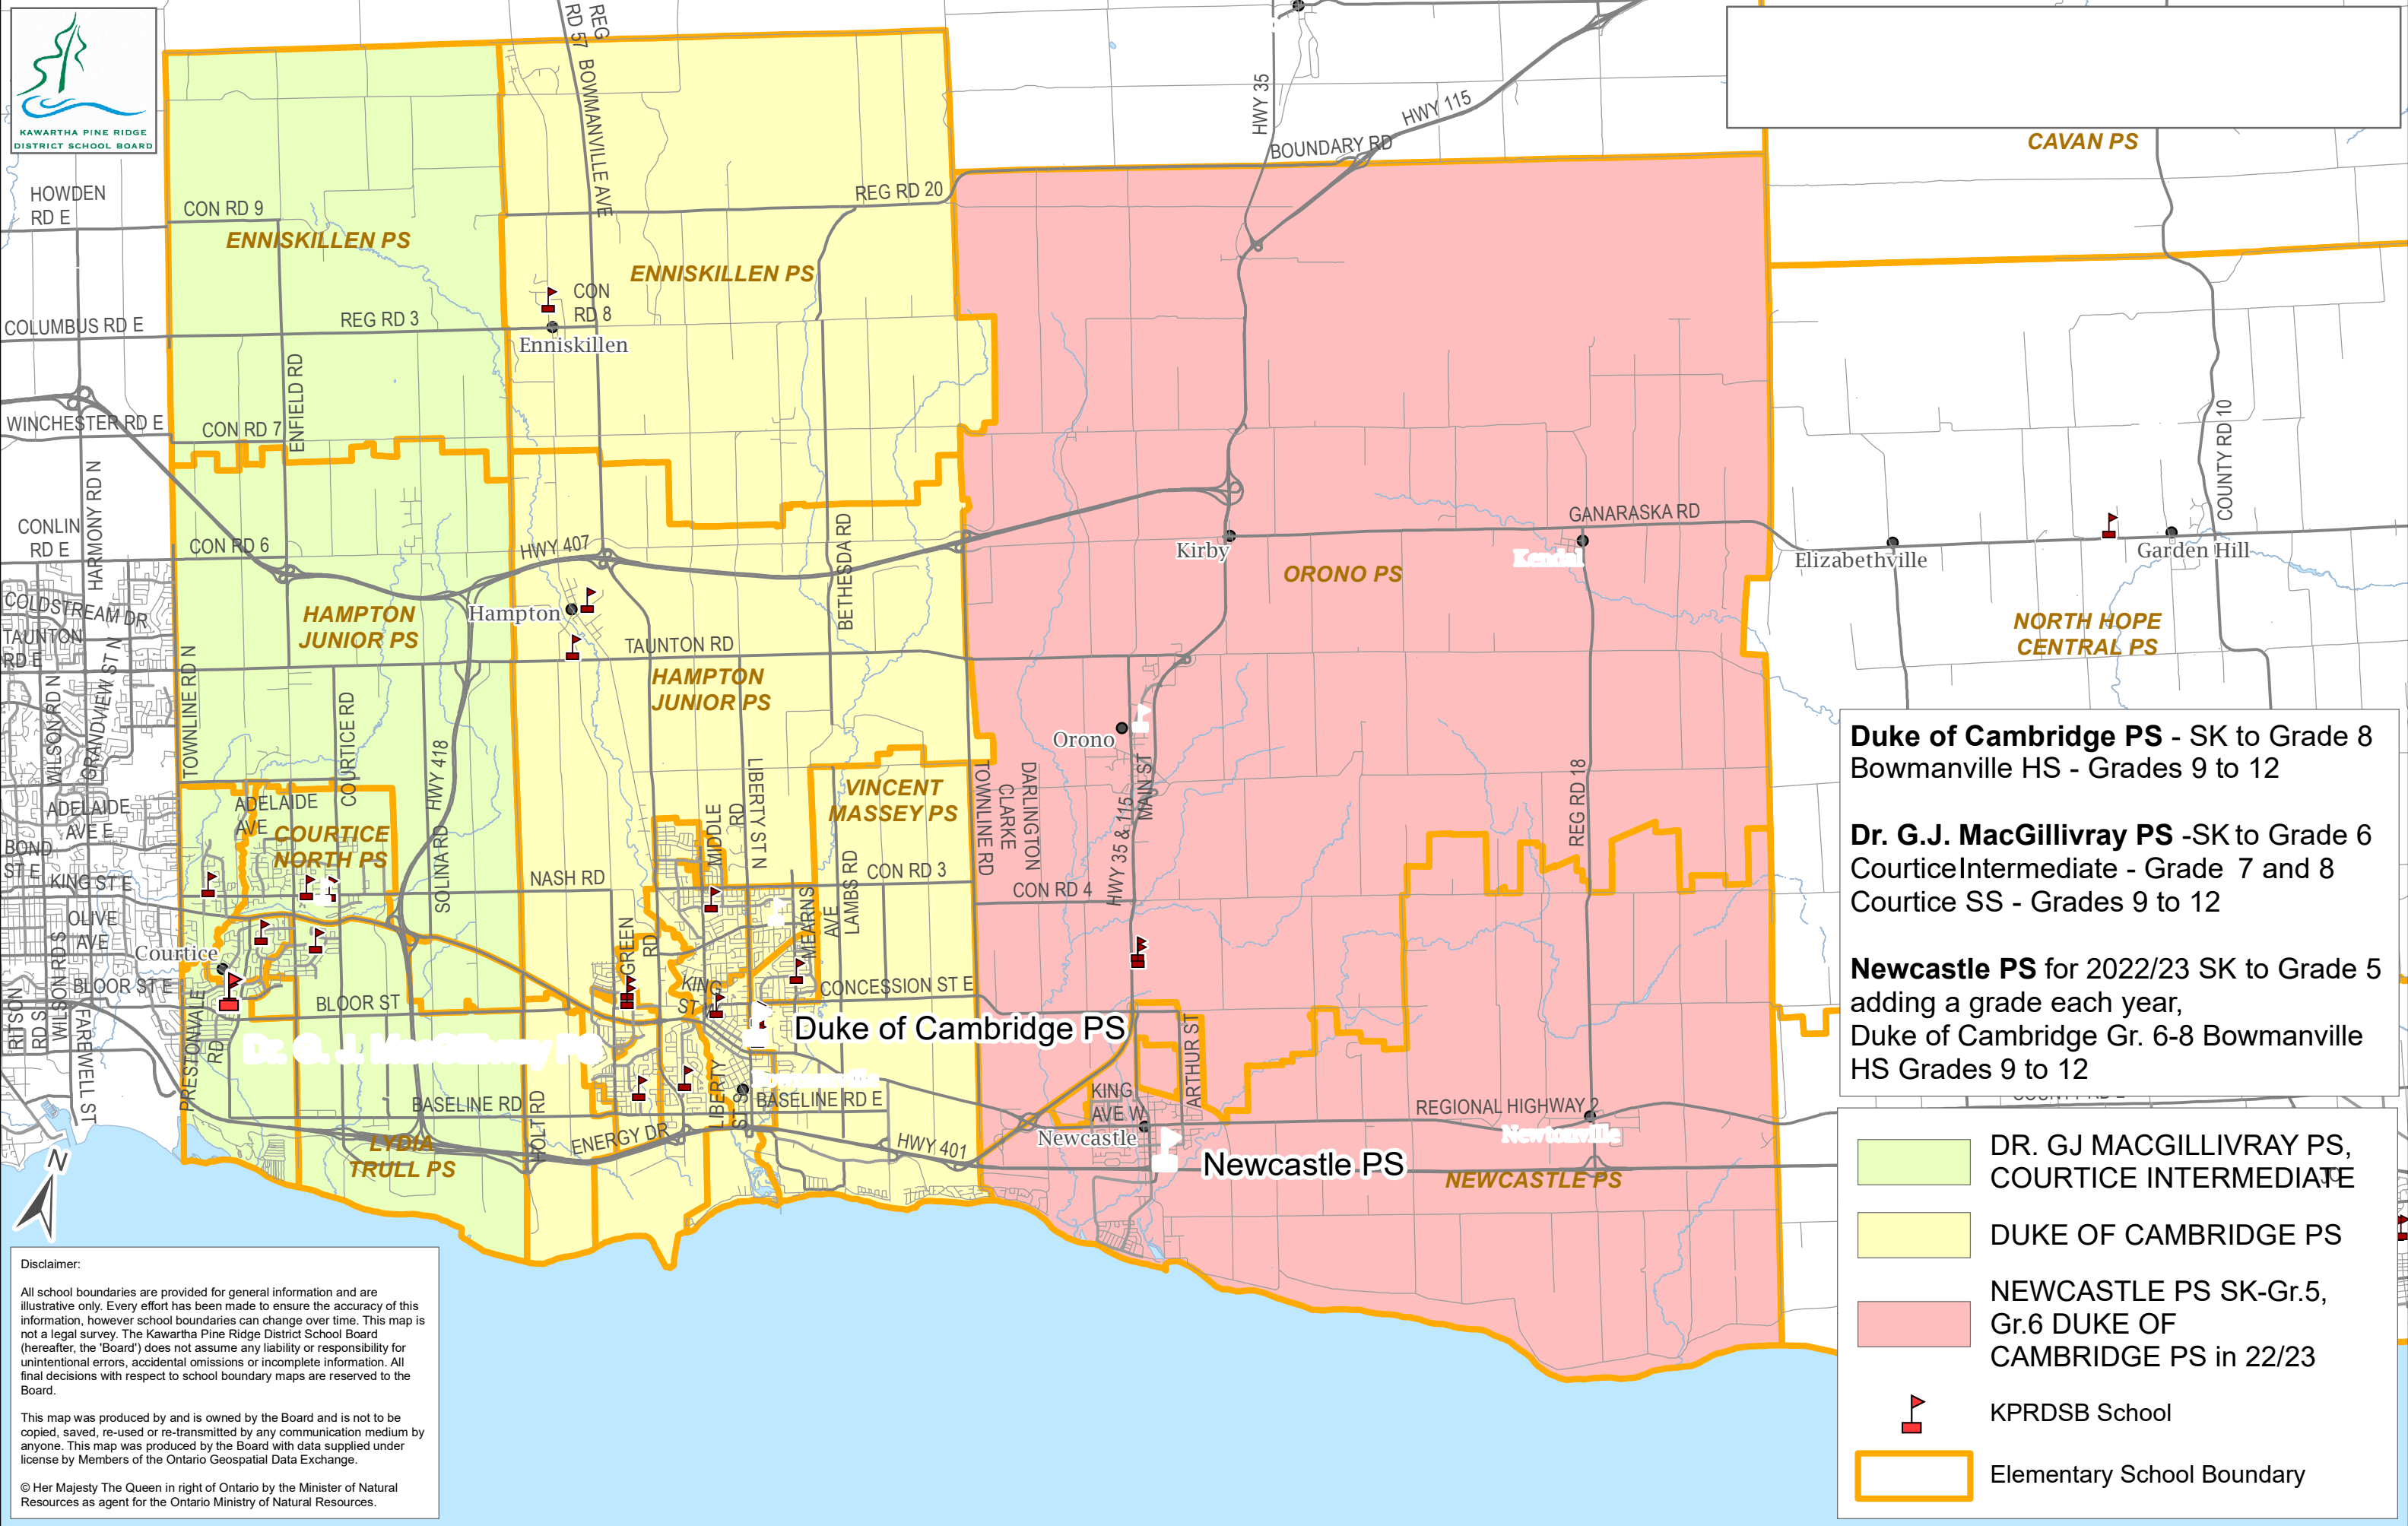 KAWARTHA PINE RIDGE
DISTRICT SCHOOL BOARD
REG
RD 57
BOWMANVILLE AVE
HWY 35
HWY 115
BOUNDARY RD
CAVAN PS
HOWDEN
RD E
CON RD 9
REG RD 20
ENNISKILLEN PS
ENNISKILLEN PS
CON
RD 8
COLUMBUS RD E
REG RD 3
Enniskillen
ENFIELD RD
WINCHESTER RD E
CON RD 7
COUNTY RD 10
HARMONY RD N
CONLIN
RD E
CON RD 6
HWY 407
BETHESDA RD
GANARASKA RD
Kirby
Kendal
Elizabethville
Garden Hill
ORONO PS
COLDSTREAM DR
TAUNTON
RD E
HAMPTON
JUNIOR PS
Hampton
TAUNTON RD
NORTH HOPE
CENTRAL PS
WILSON RD N
GRANDVIEW ST N
TOWNLINE RD N
COURTICE RD
HWY 418
HAMPTON
JUNIOR PS
Orono
MAIN ST
LIBERTY ST N
TOWNLINE RD
CLARKE
DARLINGTON
HWY 35 & 115
REG RD 18
ADELAIDE
AVE E
ADELAIDE
AVE
VINCENT
MASSEY PS
MIDDLE
RD
BOND
ST E
COURTICE
NORTH PS
SOLINA RD
KING ST E
NASH RD
CON RD 3
CON RD 4
LAMBS RD
MEARNS
AVE
OLIVE
AVE
Courtice
GREEN
RD
KING
ST
BLOOR ST E
BLOOR ST
CONCESSION ST E
RITSON
RD S
WILSON RD S
FAREWELL ST
PRESTONVALE
RD
Dr. G. J. MacGillivray PS
Duke of Cambridge PS
Bowmanville
ARTHUR ST
KING
AVE W
BASELINE RD
BASELINE RD E
LIBERTY
ST S
HOLT RD
ENERGY DR
HWY 401
REGIONAL HIGHWAY 2
Newcastle
Newtonville
LYDIA
TRULL PS
Newcastle PS
NEWCASTLE PS
N
Duke of Cambridge PS - SK to Grade 8
Bowmanville HS - Grades 9 to 12
Dr. G.J. MacGillivray PS -SK to Grade 6
Courtice Intermediate - Grade 7 and 8
Courtice SS - Grades 9 to 12
Newcastle PS for 2022/23 SK to Grade 5
adding a grade each year,
Duke of Cambridge Gr. 6-8 Bowmanville
HS Grades 9 to 12
DR. GJ MACGILLIVRAY PS,
COURTICE INTERMEDIATE
DUKE OF CAMBRIDGE PS
NEWCASTLE PS SK-Gr.5,
Gr.6 DUKE OF
CAMBRIDGE PS in 22/23
KPRDSB School
Elementary School Boundary
Disclaimer:
All school boundaries are provided for general information and are
illustrative only. Every effort has been made to ensure the accuracy of this
information, however school boundaries can change over time. This map is
not a legal survey. The Kawartha Pine Ridge District School Board
(hereafter, the 'Board') does not assume any liability or responsibility for
unintentional errors, accidental omissions or incomplete information. All
final decisions with respect to school boundary maps are reserved to the
Board.
This map was produced by and is owned by the Board and is not to be
copied, saved, re-used or re-transmitted by any communication medium by
anyone. This map was produced by the Board with data supplied under
license by Members of the Ontario Geospatial Data Exchange.
© Her Majesty The Queen in right of Ontario by the Minister of Natural
Resources as agent for the Ontario Ministry of Natural Resources.